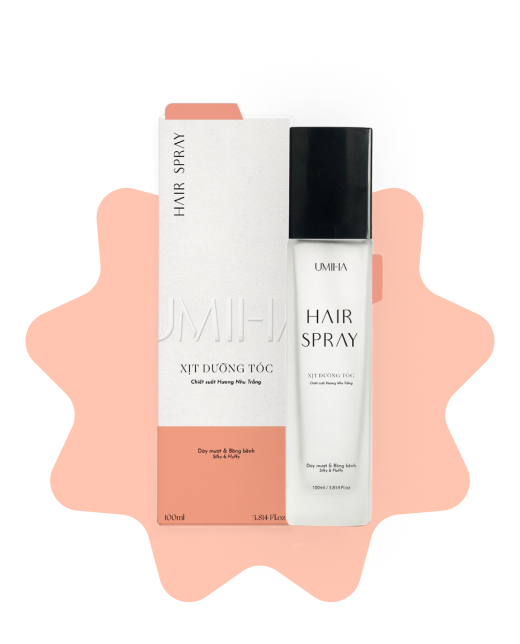 HAIR SPRAY
UMIHA
XỊT DƯỠNG TÓC
Chiết suất Hương Nhu Trắng
Dày mượt & Bồng bềnh
Silky & Fluffy
100ml 3.814 Fl.oz
UMIHA
HAIR
SPRAY
XỊT DƯỠNG TÓC
Chiết suất Hương Nhu Trắng
Dày mượt & Bồng bềnh
Silky & Fluffy
100ml / 3.814 Fl.oz